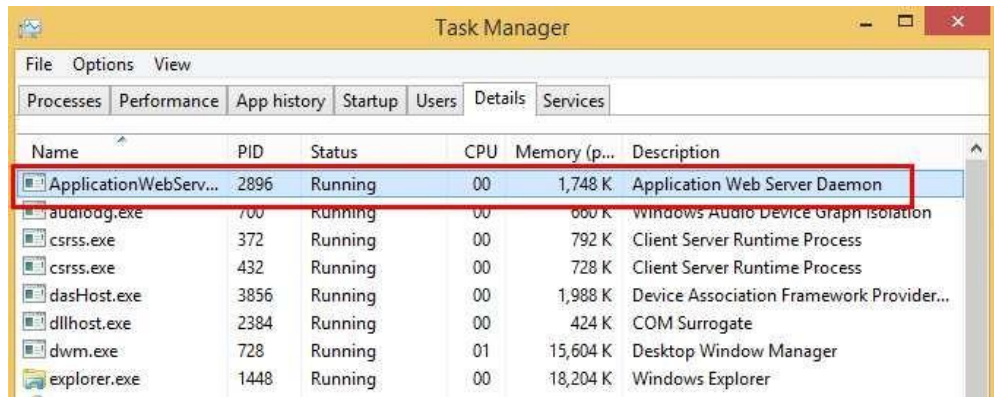 Task Manager
File Options View
Processes Performance App history Startup Users Details Services
Name PID Status CPU Memory (p... Description
ApplicationWebServ... 2896 Running 00 1,748 K Application Web Server Daemon
audiodg.exe 700 Running 00 660 K Windows Audio Device Graph Isolation
csrss.exe 372 Running 00 792 K Client Server Runtime Process
csrss.exe 432 Running 00 728 K Client Server Runtime Process
dasHost.exe 3856 Running 00 1,988 K Device Association Framework Provider...
dllhost.exe 2384 Running 00 424 K COM Surrogate
dwm.exe 728 Running 01 15,604 K Desktop Window Manager
explorer.exe 1448 Running 00 18,204 K Windows Explorer